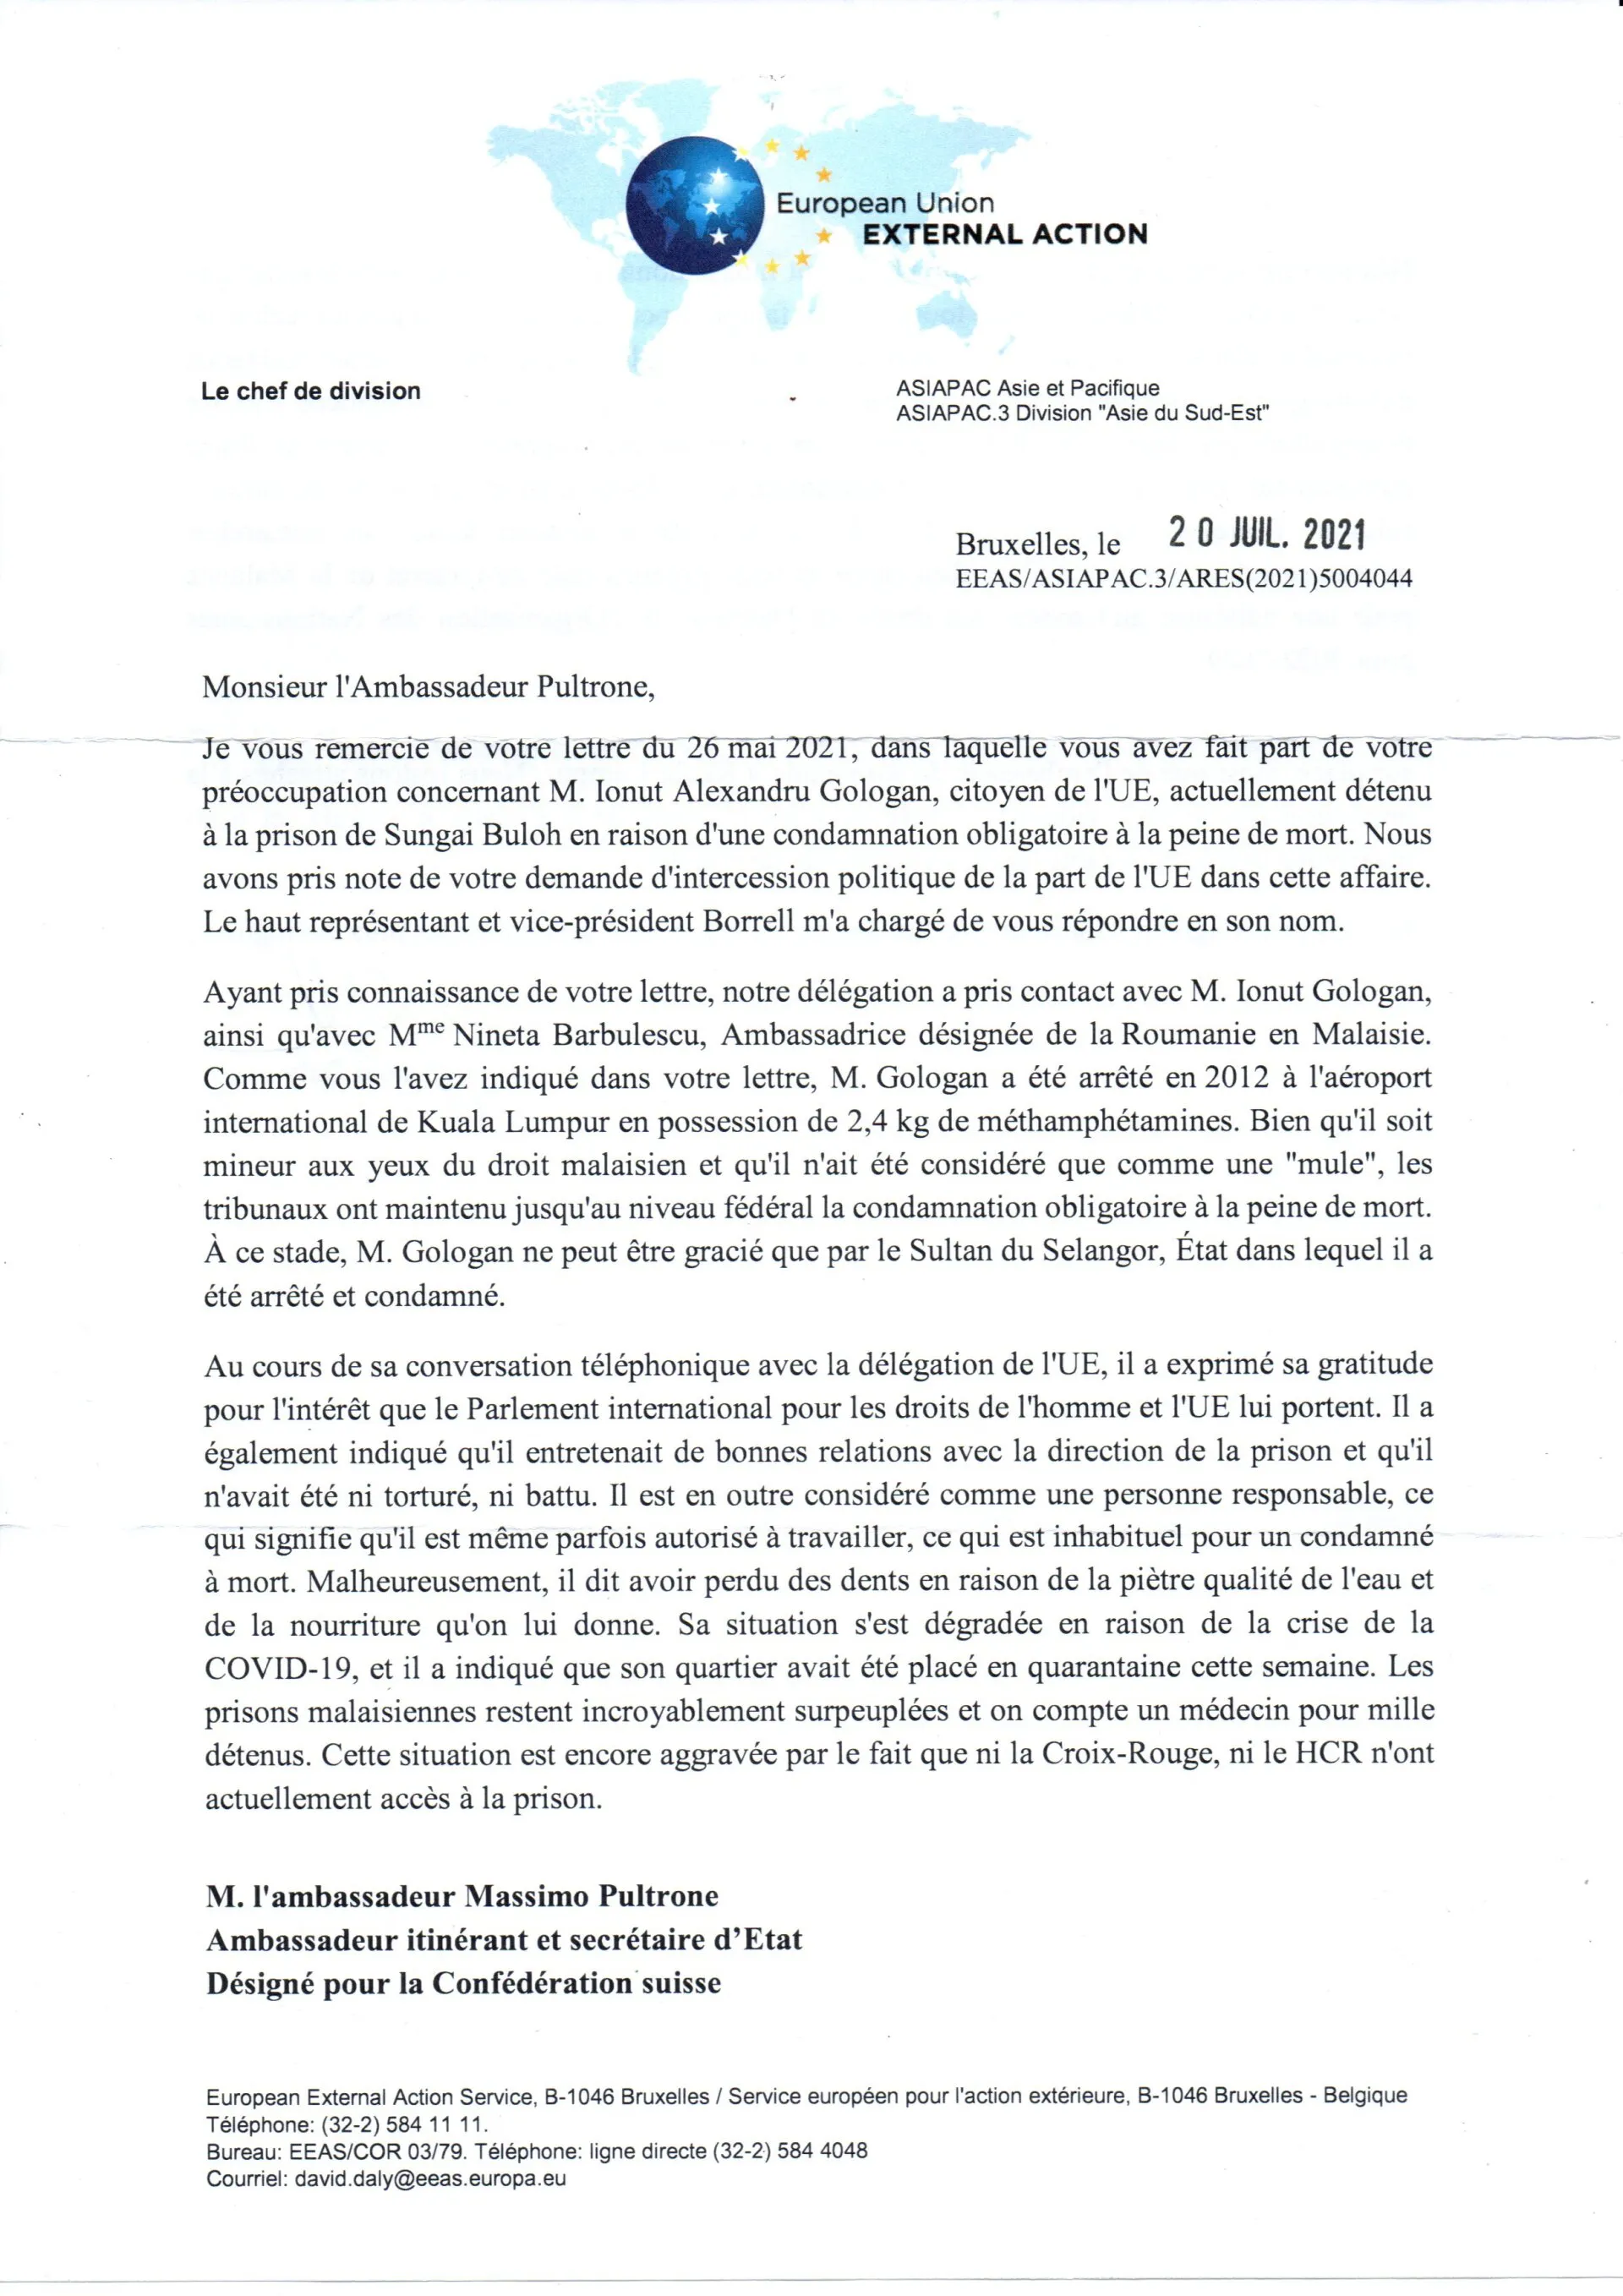 European Union
EXTERNAL ACTION
Le chef de division
ASIAPAC Asie et Pacifique
ASIAPAC.3 Division "Asie du Sud-Est"
Bruxelles, le 20 JUIL. 2021
EEAS/ASIAPAC.3/ARES(2021)5004044
Monsieur l'Ambassadeur Pultrone,
Je vous remercie de votre lettre du 26 mai 2021, dans laquelle vous avez fait part de votre
préoccupation concernant M. Ionut Alexandru Gologan, citoyen de l'UE, actuellement détenu
à la prison de Sungai Buloh en raison d'une condamnation obligatoire à la peine de mort. Nous
avons pris note de votre demande d'intercession politique de la part de l'UE dans cette affaire.
Le haut représentant et vice-président Borrell m'a chargé de vous répondre en son nom.
Ayant pris connaissance de votre lettre, notre délégation a pris contact avec M. Ionut Gologan,
ainsi qu'avec Mme Nineta Barbulescu, Ambassadrice désignée de la Roumanie en Malaisie.
Comme vous l'avez indiqué dans votre lettre, M. Gologan a été arrêté en 2012 à l'aéroport
international de Kuala Lumpur en possession de 2,4 kg de méthamphétamines. Bien qu'il soit
mineur aux yeux du droit malaisien et qu'il n'ait été considéré que comme une "mule", les
tribunaux ont maintenu jusqu'au niveau fédéral la condamnation obligatoire à la peine de mort.
À ce stade, M. Gologan ne peut être gracié que par le Sultan du Selangor, État dans lequel il a
été arrêté et condamné.
Au cours de sa conversation téléphonique avec la délégation de l'UE, il a exprimé sa gratitude
pour l'intérêt que le Parlement international pour les droits de l'homme et l'UE lui portent. Il a
également indiqué qu'il entretenait de bonnes relations avec la direction de la prison et qu'il
n'avait été ni torturé, ni battu. Il est en outre considéré comme une personne responsable, ce
qui signifie qu'il est même parfois autorisé à travailler, ce qui est inhabituel pour un condamné
à mort. Malheureusement, il dit avoir perdu des dents en raison de la piètre qualité de l'eau et
de la nourriture qu'on lui donne. Sa situation s'est dégradée en raison de la crise de la
COVID-19, et il a indiqué que son quartier avait été placé en quarantaine cette semaine. Les
prisons malaisiennes restent incroyablement surpeuplées et on compte un médecin pour mille
détenus. Cette situation est encore aggravée par le fait que ni la Croix-Rouge, ni le HCR n'ont
actuellement accès à la prison.
M. l'ambassadeur Massimo Pultrone
Ambassadeur itinérant et secrétaire d’Etat
Désigné pour la Confédération suisse
European External Action Service, B-1046 Bruxelles / Service européen pour l'action extérieure, B-1046 Bruxelles - Belgique
Téléphone: (32-2) 584 11 11.
Bureau: EEAS/COR 03/79. Téléphone: ligne directe (32-2) 584 4048
Courriel: david.daly@eeas.europa.eu